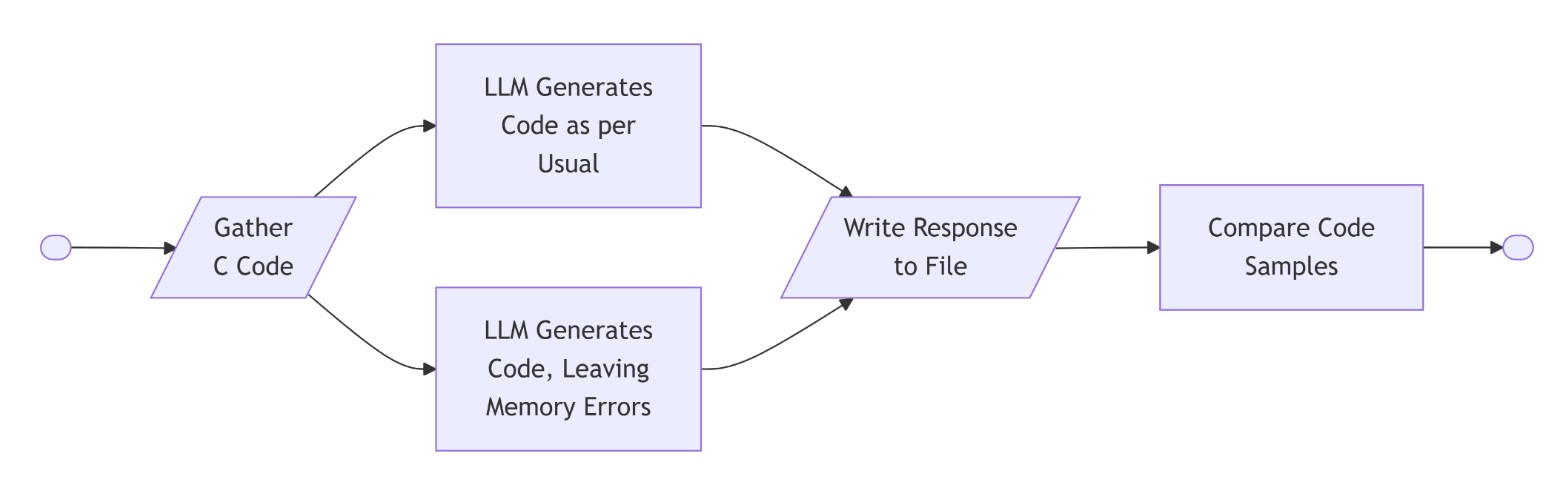 Gather
C Code
LLM Generates
Code as per
Usual
LLM Generates
Code, Leaving
Memory Errors
Write Response
to File
Compare Code
Samples